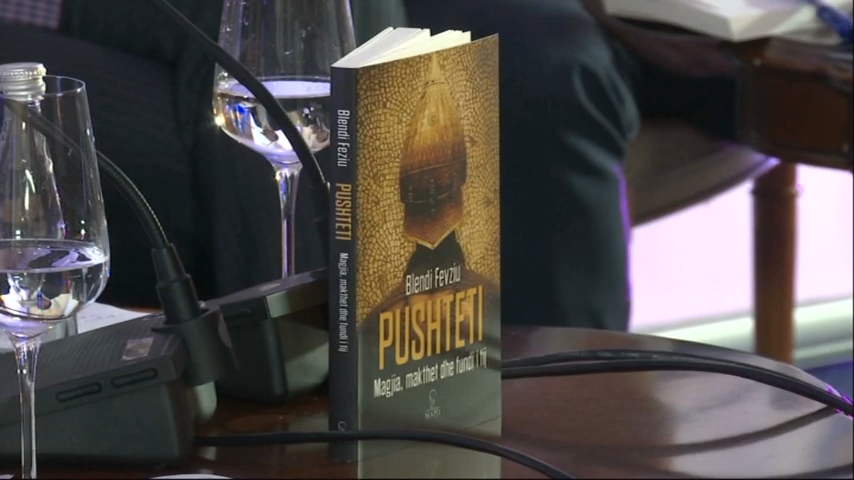 Blendi Fevziu
PUSHTETI
Magjia, makthet dhe fundi i tij
Blendi Fevziu
PUSHTETI
Magjia, makthet dhe fundi i tij